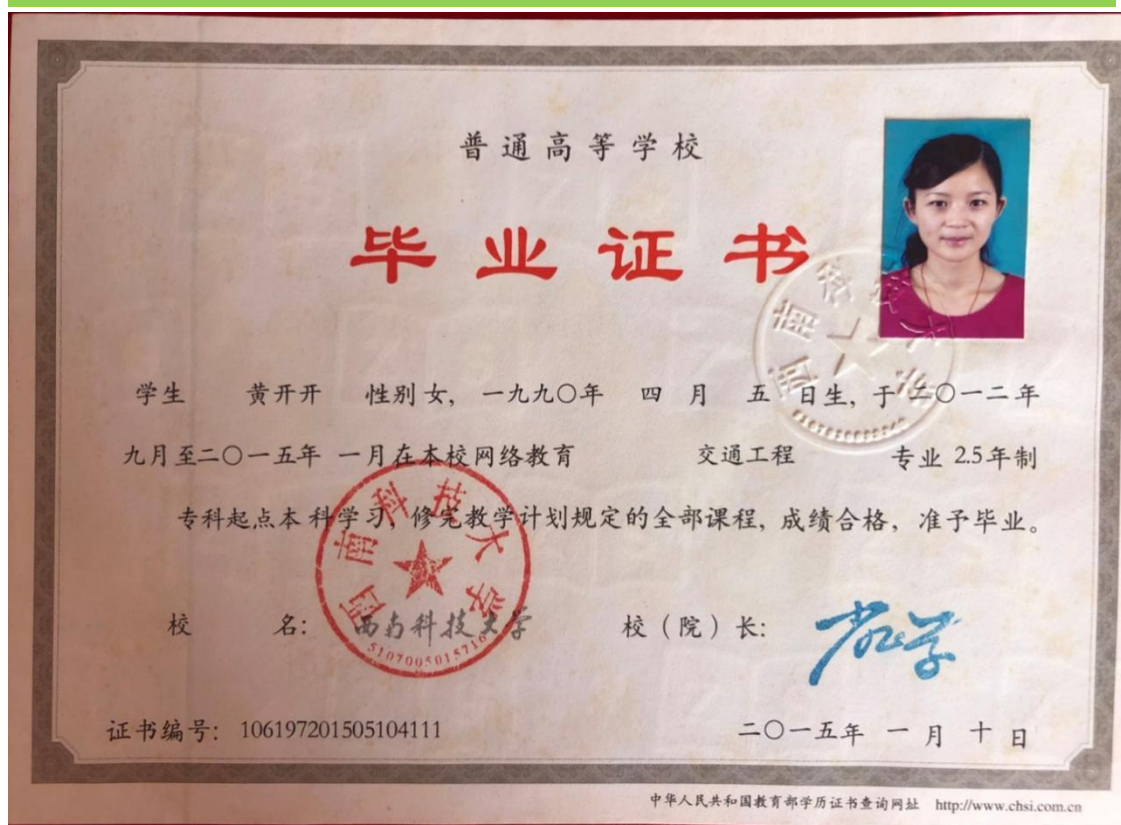 普通高等学校
毕业证书
学生 黄开开 性别 女, 一九九〇年 四 月 五 日生, 于 二〇一二年
九月至二〇一五年 一月在本校网络教育 交通工程 专业 2.5年制
专科起点本科学习, 修完教学计划规定的全部课程, 成绩合格, 准予毕业。
西南科技大学
校 名: 西南科技大学 校(院)长:
5107005015716
证书编号: 106197201505104111 二〇一五年 一月 十日
中华人民共和国教育部学历证书查询网址 http://www.chsi.com.cn